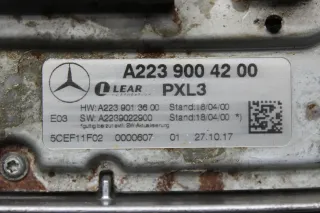 A223 900 42 00
LEAR PXL3
CORPORATION
HW: A223 901 36 00 Stand: 18/04/00
E03 SW: A2239022900 Stand: 18/04/00 *)
5CEF11F02 0000607 01 27.10.17